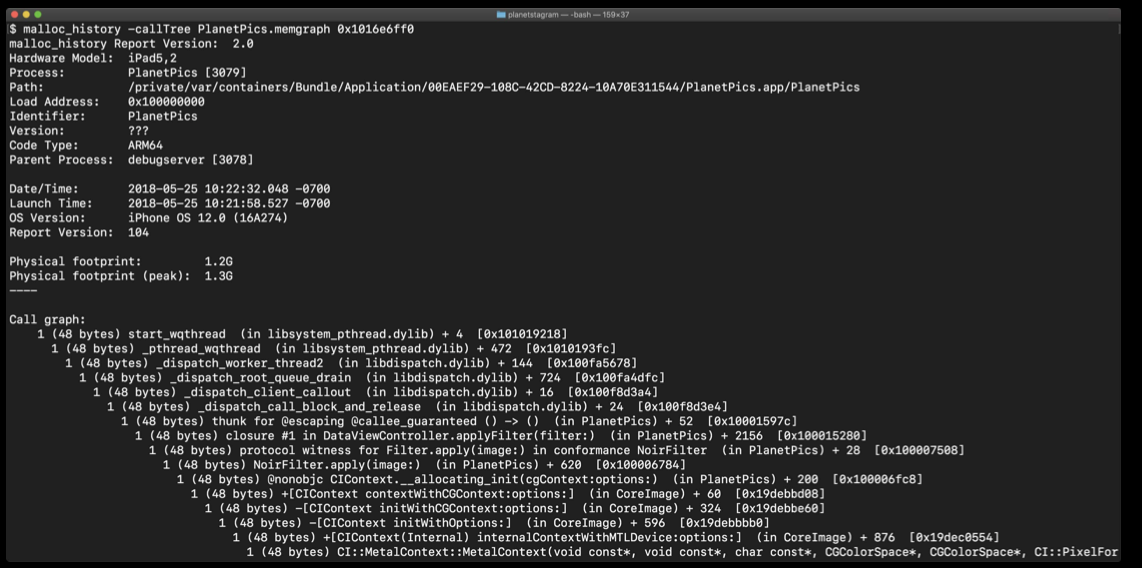 planetstagram — -bash — 159×37
$ malloc_history -callTree PlanetPics.memgraph 0x1016e6ff0
malloc_history Report Version:  2.0
Hardware Model:  iPad5,2
Process:         PlanetPics [3079]
Path:            /private/var/containers/Bundle/Application/00EAEF29-108C-42CD-8224-10A70E311544/PlanetPics.app/PlanetPics
Load Address:    0x100000000
Identifier:      PlanetPics
Version:         ???
Code Type:       ARM64
Parent Process:  debugserver [3078]
Date/Time:       2018-05-25 10:22:32.048 -0700
Launch Time:     2018-05-25 10:21:58.527 -0700
OS Version:      iPhone OS 12.0 (16A274)
Report Version:  104
Physical footprint:         1.2G
Physical footprint (peak):  1.3G
----
Call graph:
    1 (48 bytes) start_wqthread  (in libsystem_pthread.dylib) + 4  [0x101019218]
      1 (48 bytes) _pthread_wqthread  (in libsystem_pthread.dylib) + 472  [0x1010193fc]
        1 (48 bytes) _dispatch_worker_thread2  (in libdispatch.dylib) + 144  [0x100fa5678]
          1 (48 bytes) _dispatch_root_queue_drain  (in libdispatch.dylib) + 724  [0x100fa4dfc]
            1 (48 bytes) _dispatch_client_callout  (in libdispatch.dylib) + 16  [0x100f8d3a4]
              1 (48 bytes) _dispatch_call_block_and_release  (in libdispatch.dylib) + 24  [0x100f8d3e4]
                1 (48 bytes) thunk for @escaping @callee_guaranteed () -> ()  (in PlanetPics) + 52  [0x10001597c]
                  1 (48 bytes) closure #1 in DataViewController.applyFilter(filter:)  (in PlanetPics) + 2156  [0x100015280]
                    1 (48 bytes) protocol witness for Filter.apply(image:) in conformance NoirFilter  (in PlanetPics) + 28  [0x100007508]
                      1 (48 bytes) NoirFilter.apply(image:)  (in PlanetPics) + 620  [0x100006784]
                        1 (48 bytes) @nonobjc CIContext.__allocating_init(cgContext:options:)  (in PlanetPics) + 200  [0x100006fc8]
                          1 (48 bytes) +[CIContext contextWithCGContext:options:]  (in CoreImage) + 60  [0x19debbd08]
                            1 (48 bytes) -[CIContext initWithCGContext:options:]  (in CoreImage) + 324  [0x19debbe60]
                              1 (48 bytes) -[CIContext initWithOptions:]  (in CoreImage) + 596  [0x19debbbb0]
                                1 (48 bytes) +[CIContext(Internal) internalContextWithMTLDevice:options:]  (in CoreImage) + 876  [0x19dec0554]
                                  1 (48 bytes) CI::MetalContext::MetalContext(void const*, void const*, char const*, CGColorSpace*, CGColorSpace*, CI::PixelFor